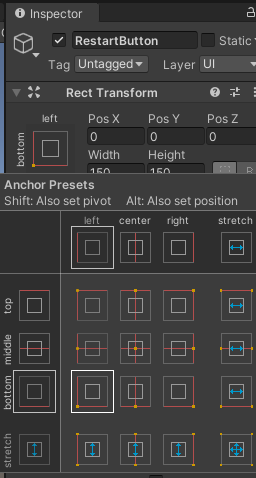 Inspector
RestartButton
Static
Tag Untagged Layer UI
Rect Transform
left
bottom
Pos X Pos Y Pos Z
0 0 0
Width Height
150 150
R
Anchor Presets
Shift: Also set pivot Alt: Also set position
left center right stretch
top
middle
bottom
stretch